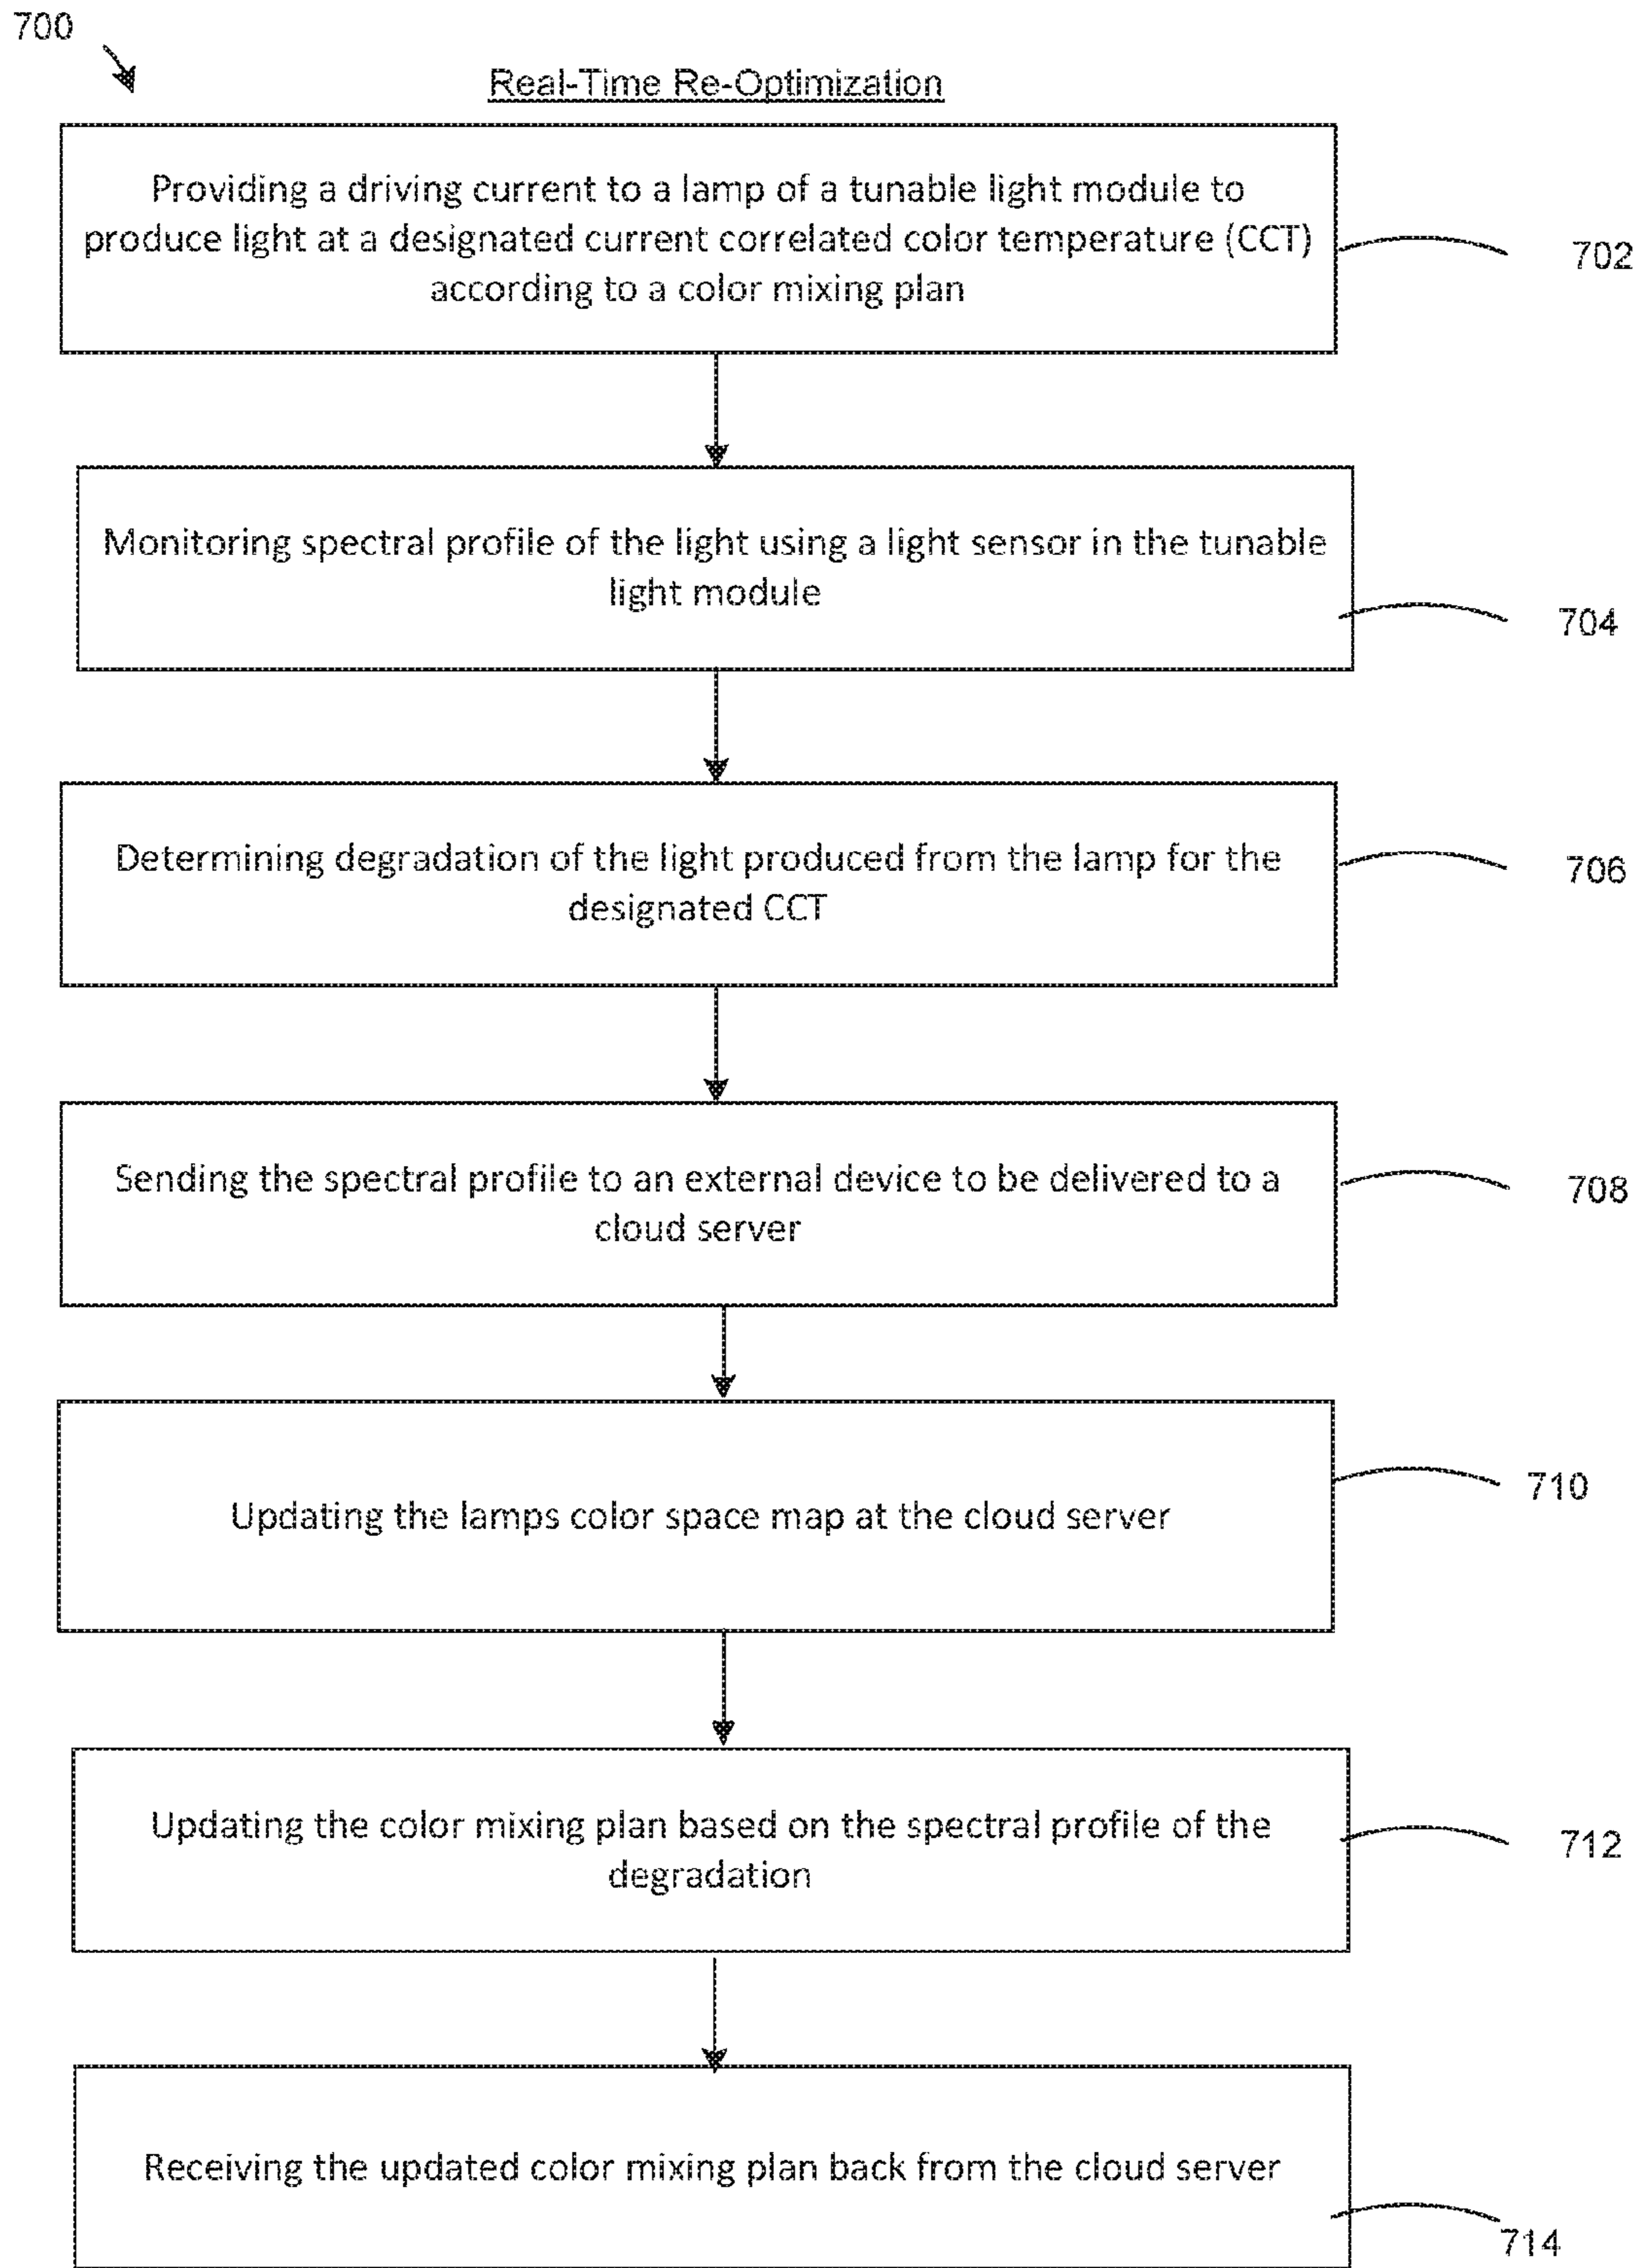 700
Real-Time Re-Optimization
Providing a driving current to a lamp of a tunable light module to
produce light at a designated current correlated color temperature (CCT)
according to a color mixing plan
702
Monitoring spectral profile of the light using a light sensor in the tunable
light module
704
Determining degradation of the light produced from the lamp for the
designated CCT
706
Sending the spectral profile to an external device to be delivered to a
cloud server
708
Updating the lamps color space map at the cloud server
710
Updating the color mixing plan based on the spectral profile of the
degradation
712
Receiving the updated color mixing plan back from the cloud server
714